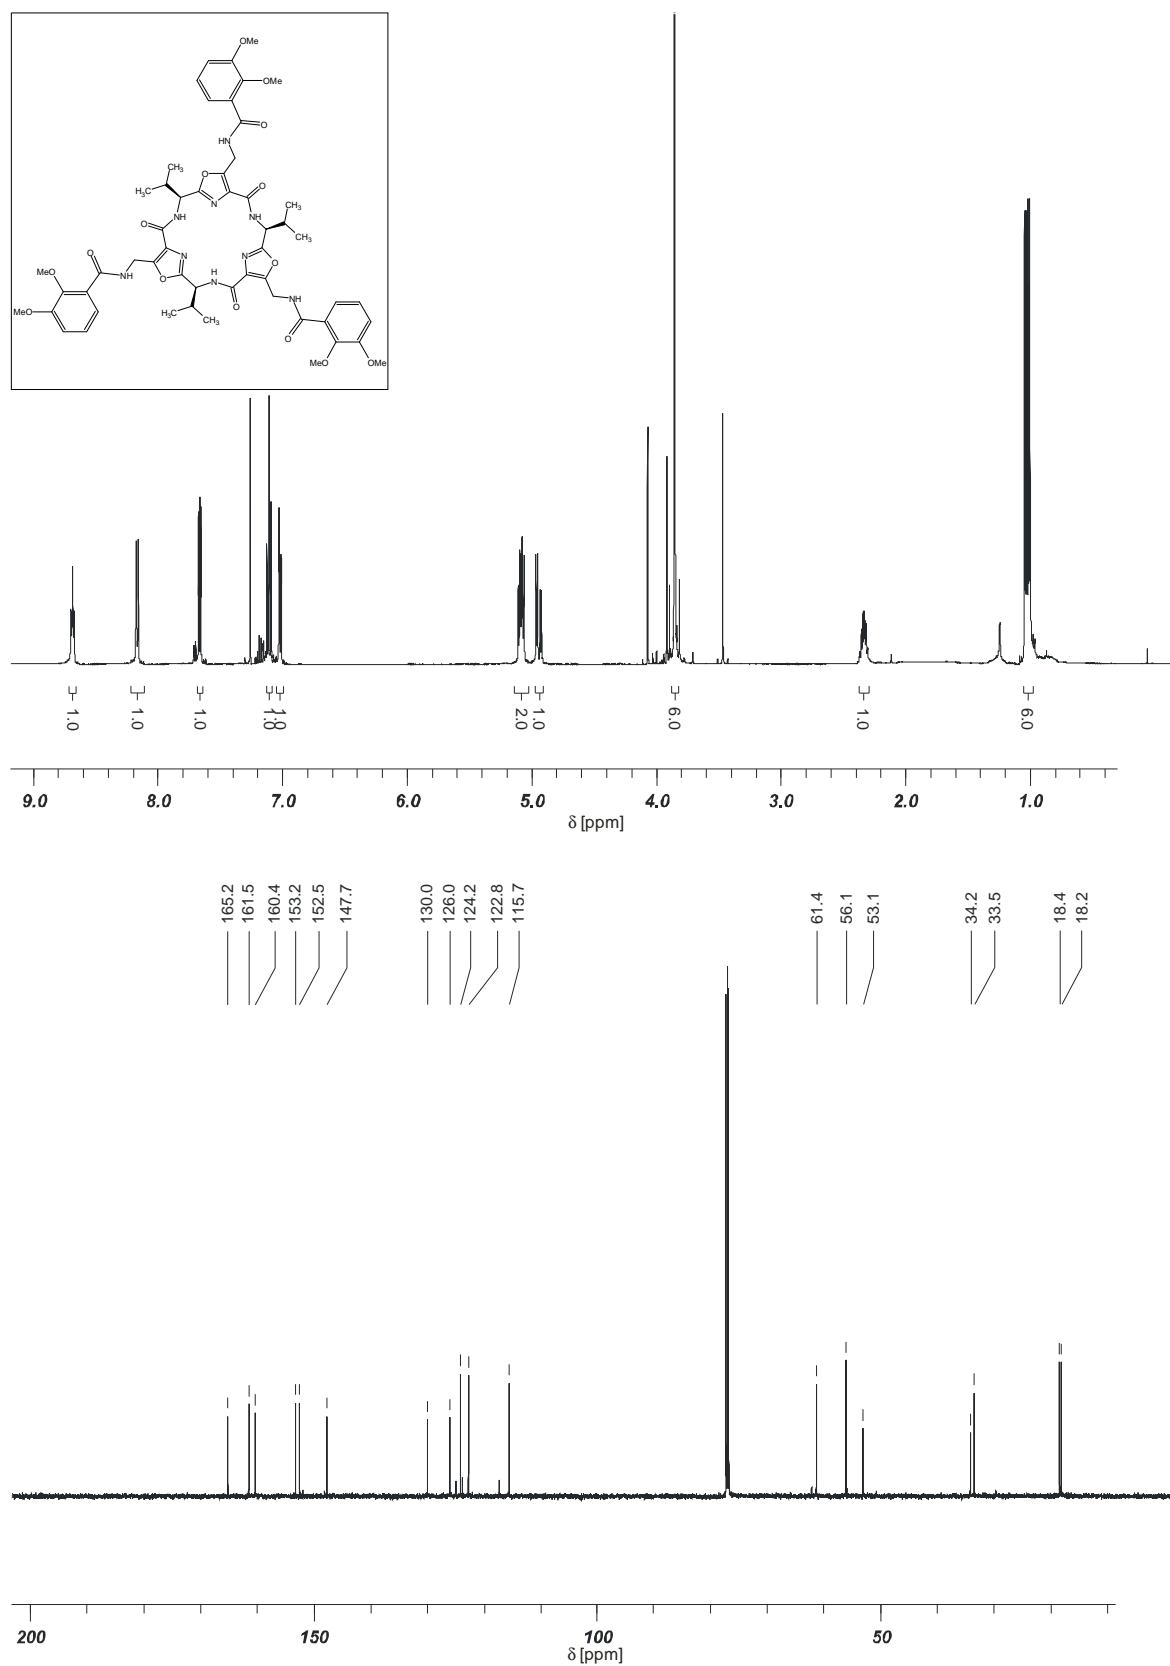 OMe
OMe
O
HN
CH₃
H₃C
O
N
O
NH
O
HN
CH₃
CH₃
O
N
O
N
O
MeO
O
NH
MeO
H
N
O
NH
O
H₃C
CH₃
MeO
OMe
1.0
1.0
1.0
1.0
1.0
2.0
1.0
6.0
1.0
6.0
9.0
8.0
7.0
6.0
5.0
4.0
3.0
2.0
1.0
δ [ppm]
165.2
161.5
160.4
153.2
152.5
147.7
130.0
126.0
124.2
122.8
115.7
61.4
56.1
53.1
34.2
33.5
18.4
18.2
200
150
100
50
δ [ppm]